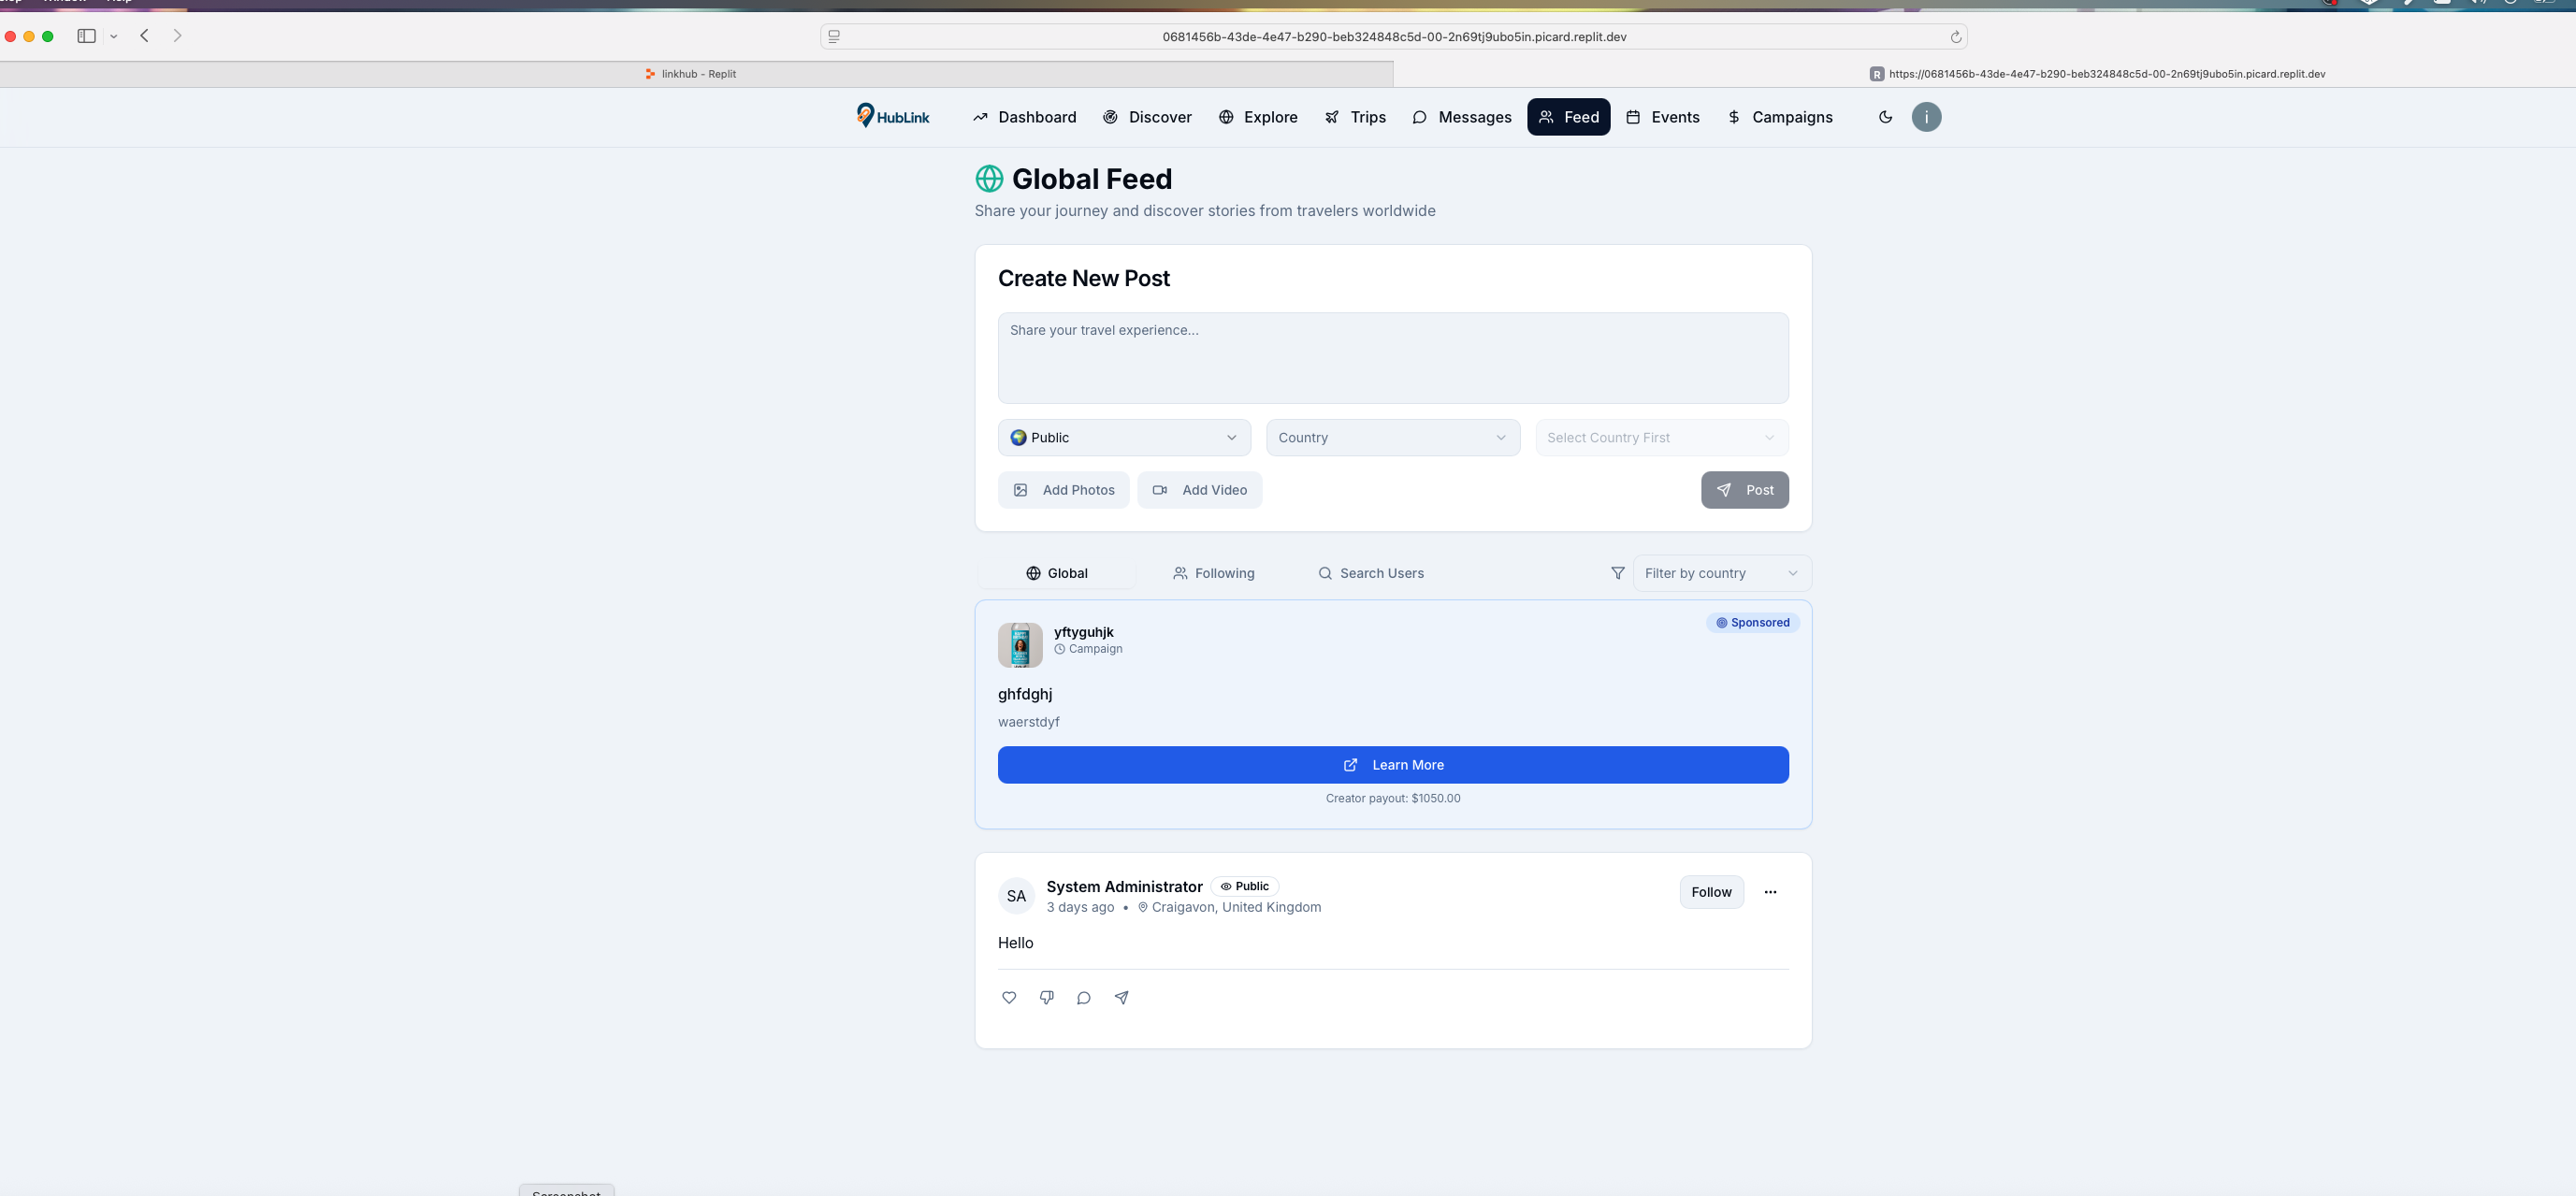 Window Help
0681456b-43de-4e47-b290-beb324848c5d-00-2n69tj9ubo5in.picard.replit.dev
linkhub - Replit
R https://0681456b-43de-4e47-b290-beb324848c5d-00-2n69tj9ubo5in.picard.replit.dev
HubLink Dashboard Discover Explore Trips Messages Feed Events Campaigns i
Global Feed
Share your journey and discover stories from travelers worldwide
Create New Post
Share your travel experience...
Public Country Select Country First
Add Photos Add Video Post
Global Following Search Users Filter by country
Sponsored
yftyguhjk
Campaign
ghfdghj
waerstdyf
Learn More
Creator payout: $1050.00
SA System Administrator Public Follow
3 days ago • Craigavon, United Kingdom
Hello
Screenshot